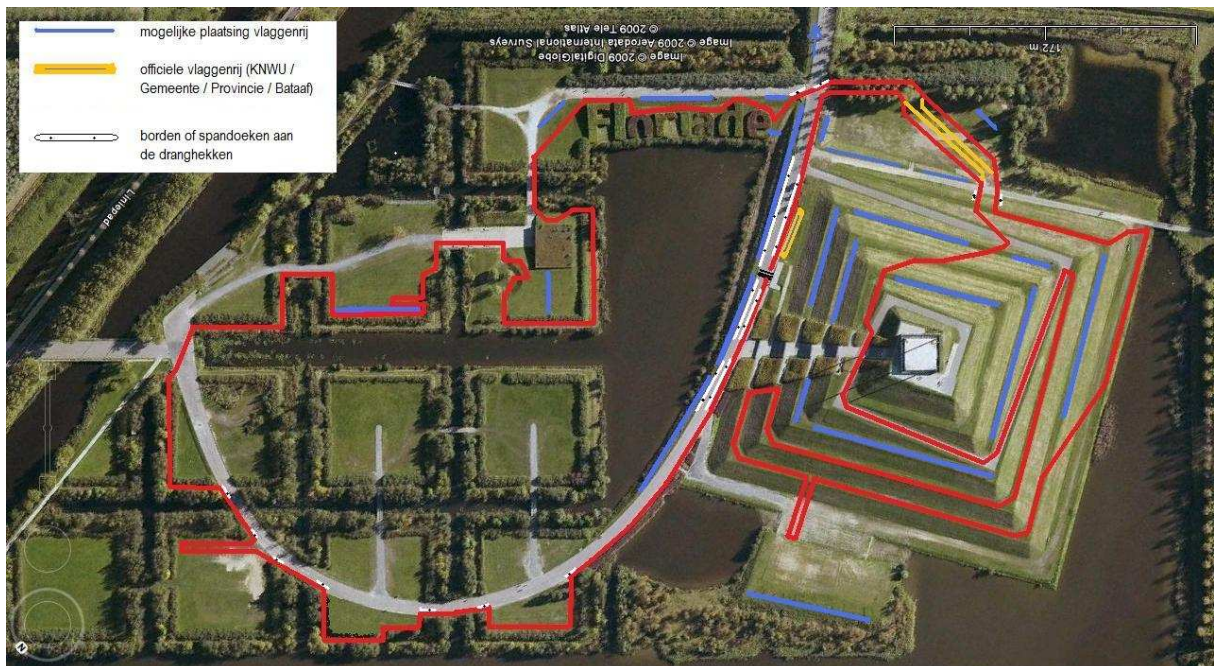 mogelijke plaatsing vlaggenrij
officiele vlaggenrij (KNWU /
Gemeente / Provincie / Bataaf)
borden of spandoeken aan
de dranghekken
© 2009 Tele Atlas
Image © 2009 Aerodata International Surveys
Image © 2009 DigitalGlobe
172 m
Floriade
Liniepad
N